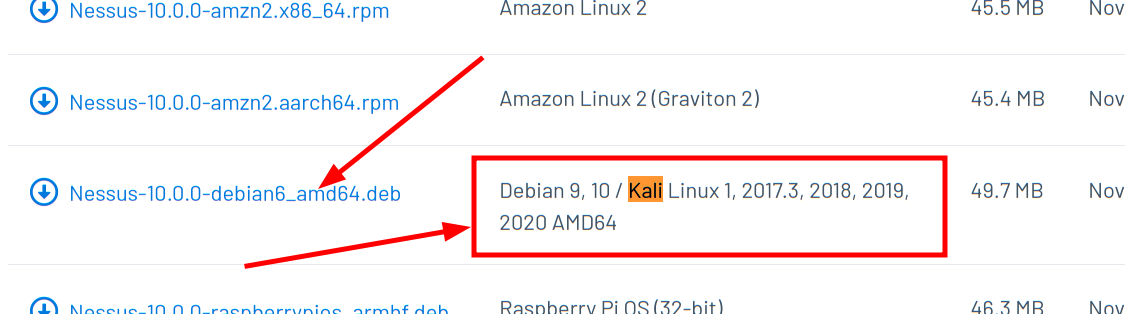 Nessus-10.0.0-amzn2.x86_64.rpm Amazon Linux 2 45.5 MB Nov
Nessus-10.0.0-amzn2.aarch64.rpm Amazon Linux 2 (Graviton 2) 45.4 MB Nov
Nessus-10.0.0-debian6_amd64.deb Debian 9, 10 / Kali Linux 1, 2017.3, 2018, 2019, 49.7 MB Nov
2020 AMD64
Nessus-10.0.0-raspberrypios_armhf.deb Raspberry Pi OS (32-bit) 46.3 MB Nov